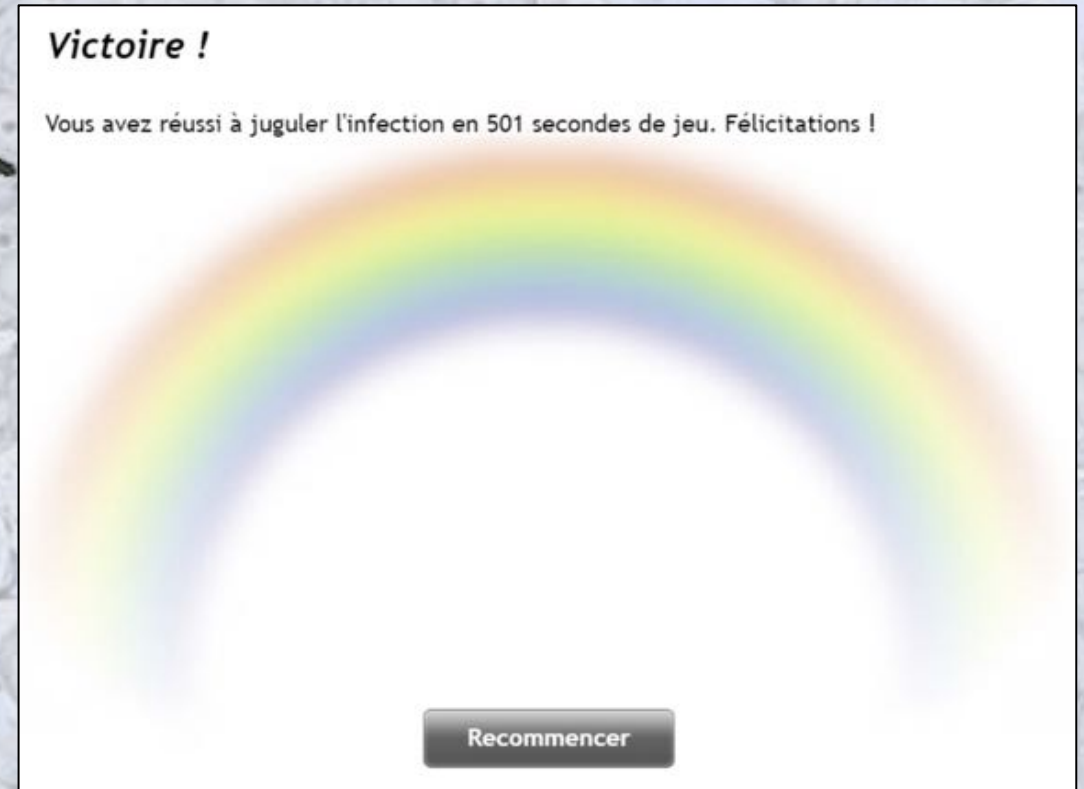 Victoire !
Vous avez réussi à juguler l'infection en 501 secondes de jeu. Félicitations !
Recommencer